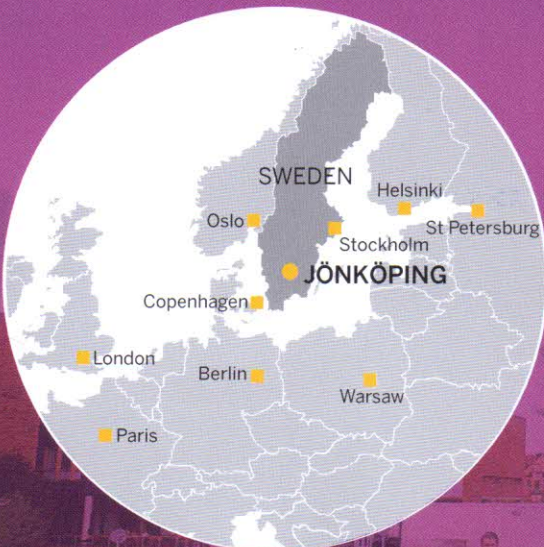 SWEDEN
Helsinki
Oslo
St Petersburg
Stockholm
JÖNKÖPING
Copenhagen
London
Berlin
Warsaw
Paris